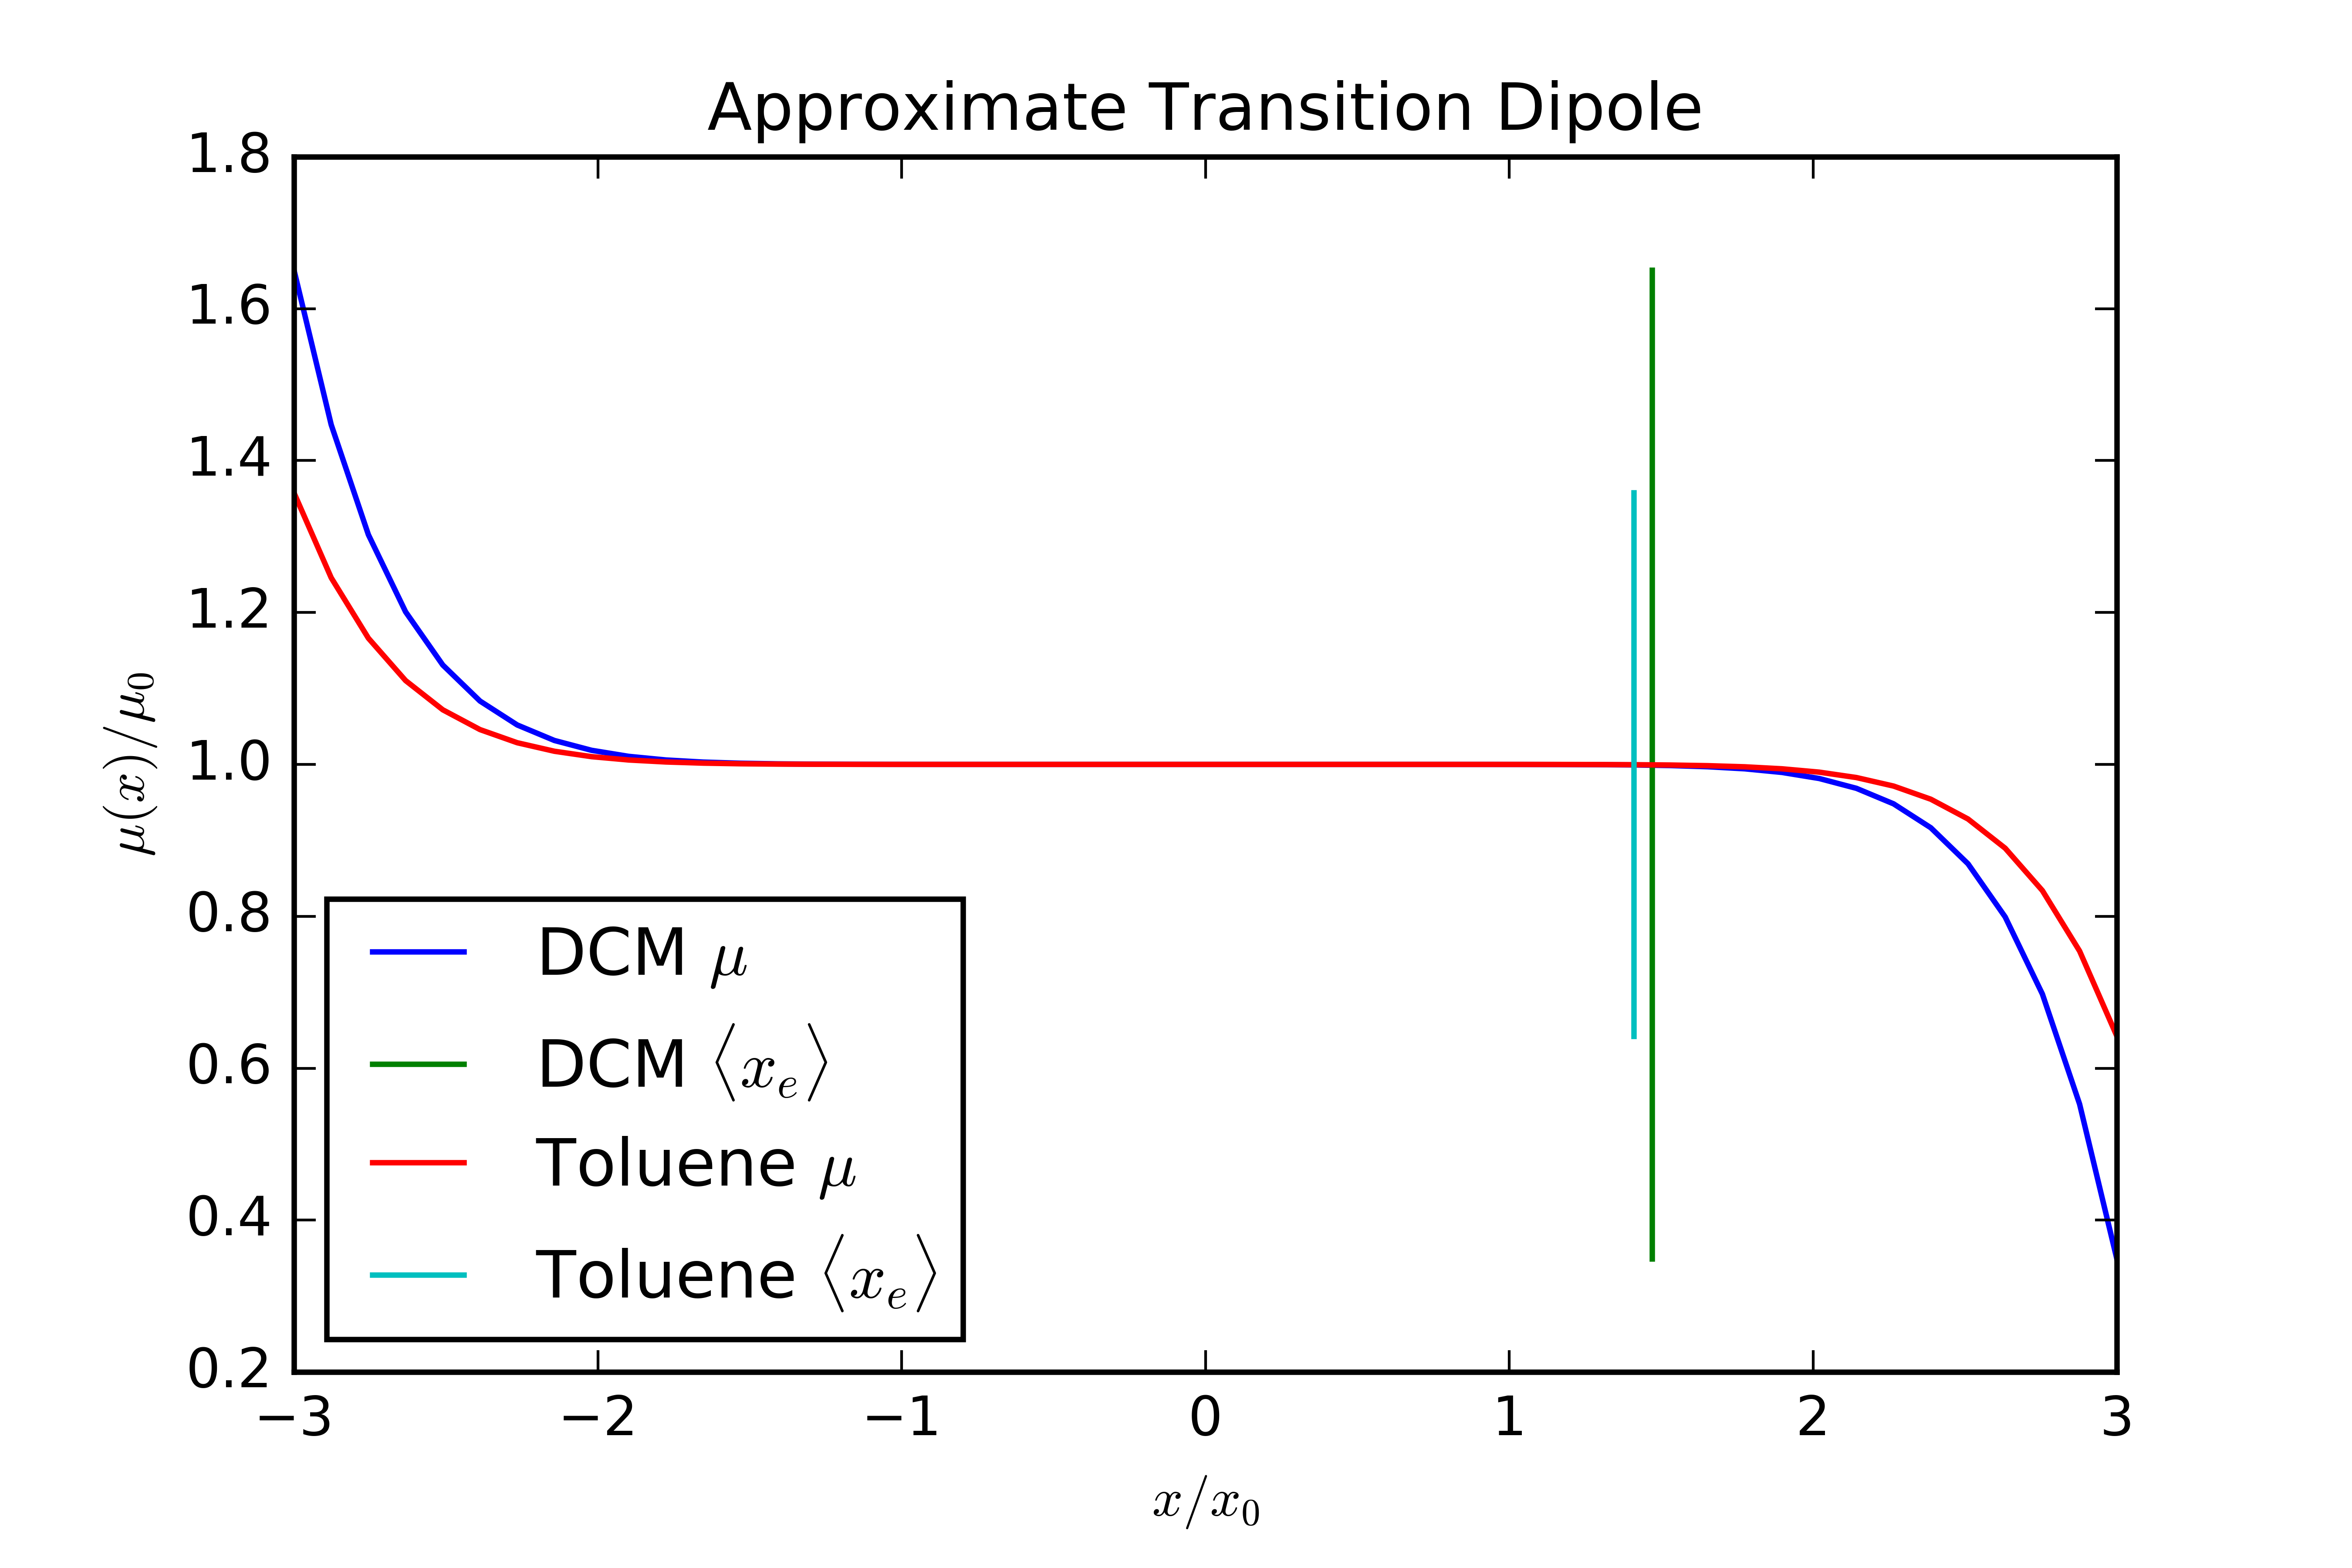 Approximate Transition Dipole
1.8
1.6
1.4
1.2
1.0
0.8
0.6
0.4
0.2
μ(x)/μ₀
DCM μ
DCM ⟨xₑ⟩
Toluene μ
Toluene ⟨xₑ⟩
−3 −2 −1 0 1 2 3
x/x₀